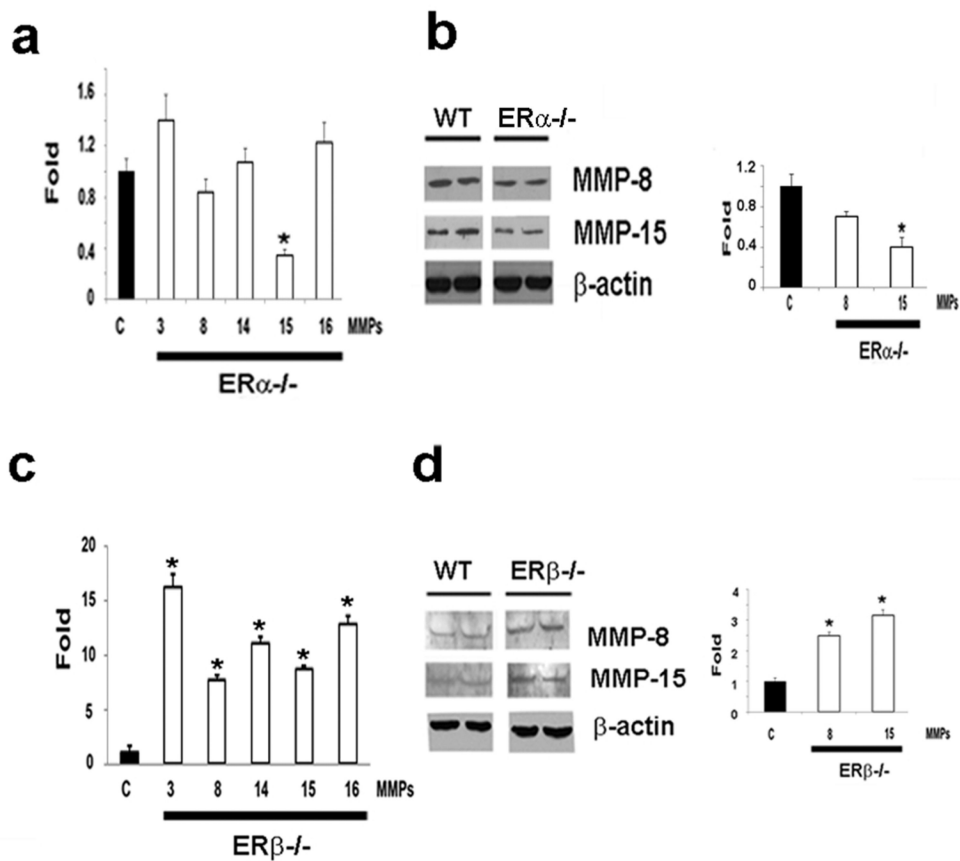 a
Fold
1.6
1.2
0.8
0.4
0
*
C 3 8 14 15 16 MMPs
ERα-/-
b
WT ERα-/-
MMP-8
MMP-15
β-actin
Fold
1.2
0.8
0.4
0
*
C 8 15 MMPs
ERα-/-
c
Fold
20
15
10
5
0
* * * * *
C 3 8 14 15 16 MMPs
ERβ-/-
d
WT ERβ-/-
MMP-8
MMP-15
β-actin
Fold
4
3
2
1
0
* *
C 8 15 MMPs
ERβ-/-